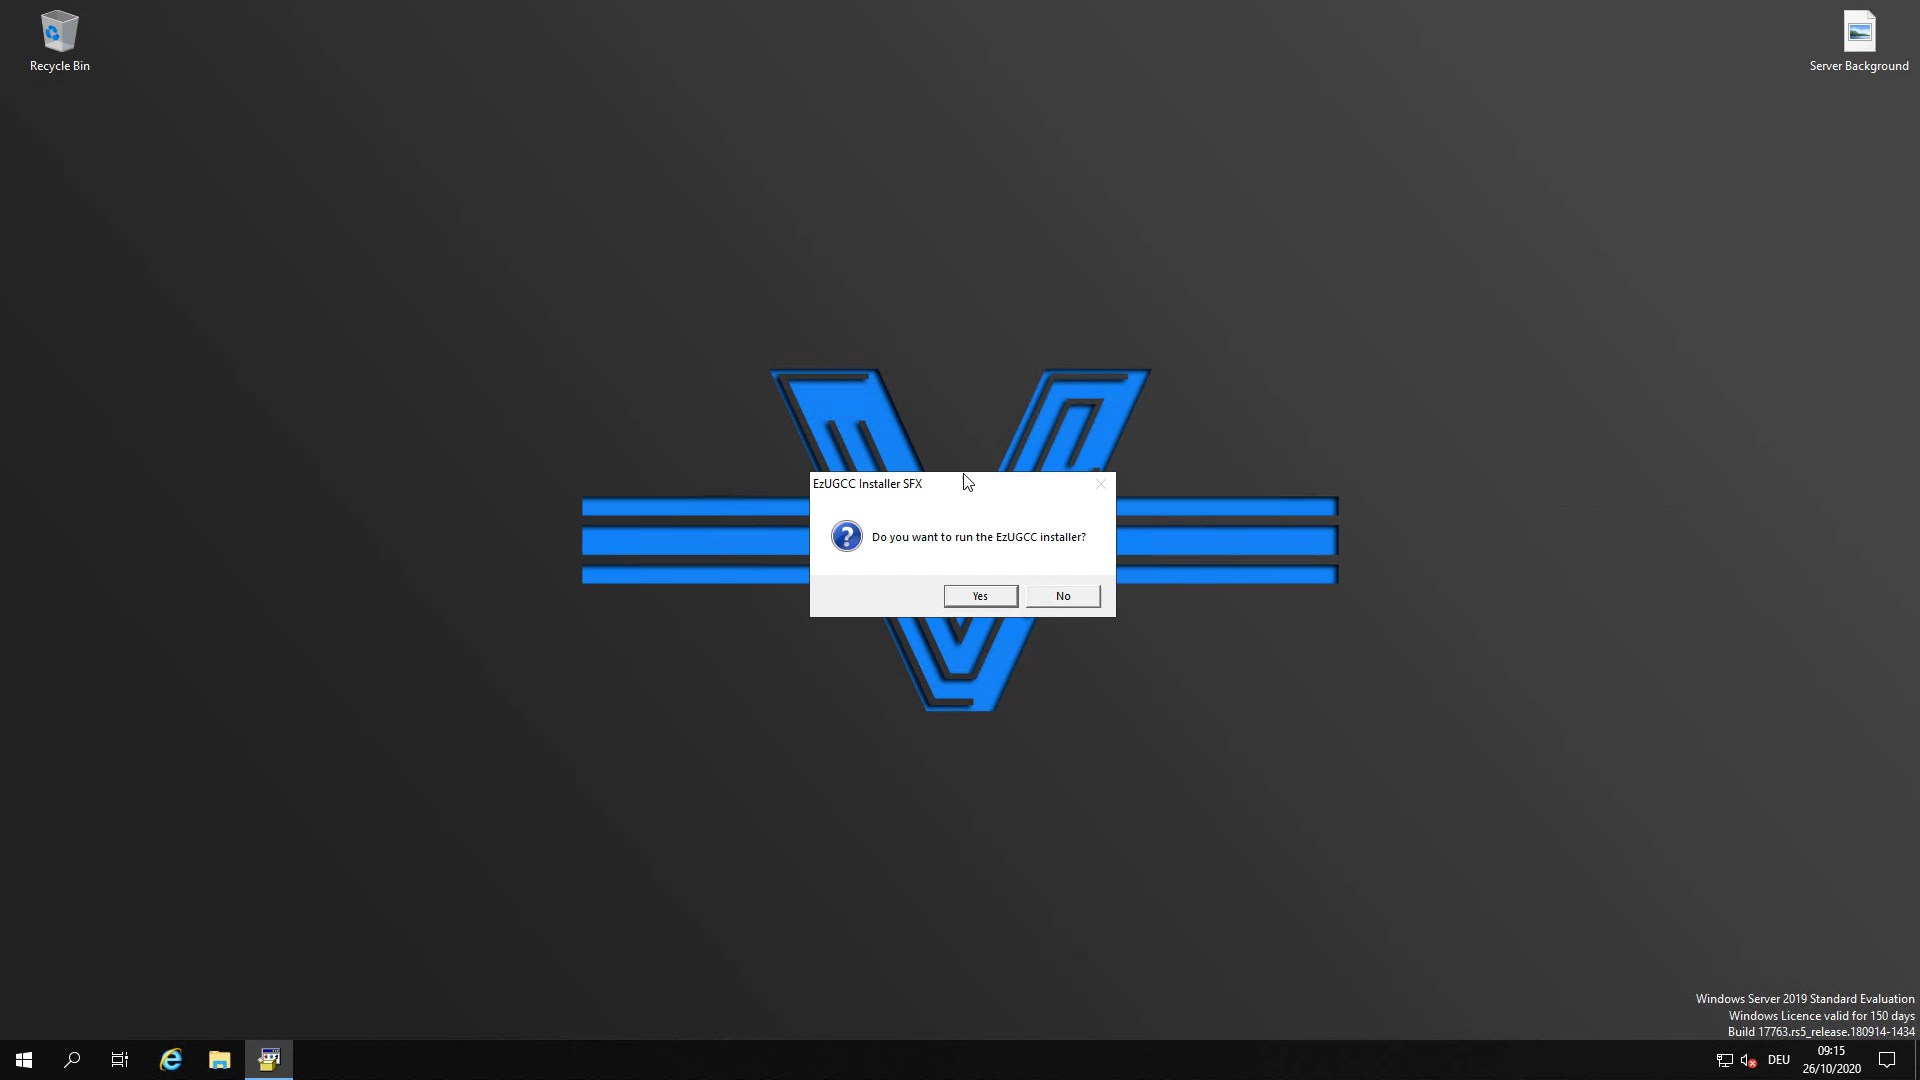 Recycle Bin
Server Background
EzUGCC Installer SFX
Do you want to run the EzUGCC installer?
Yes
No
Windows Server 2019 Standard Evaluation
Windows Licence valid for 150 days
Build 17763.rs5_release.180914-1434
DEU
09:15
26/10/2020